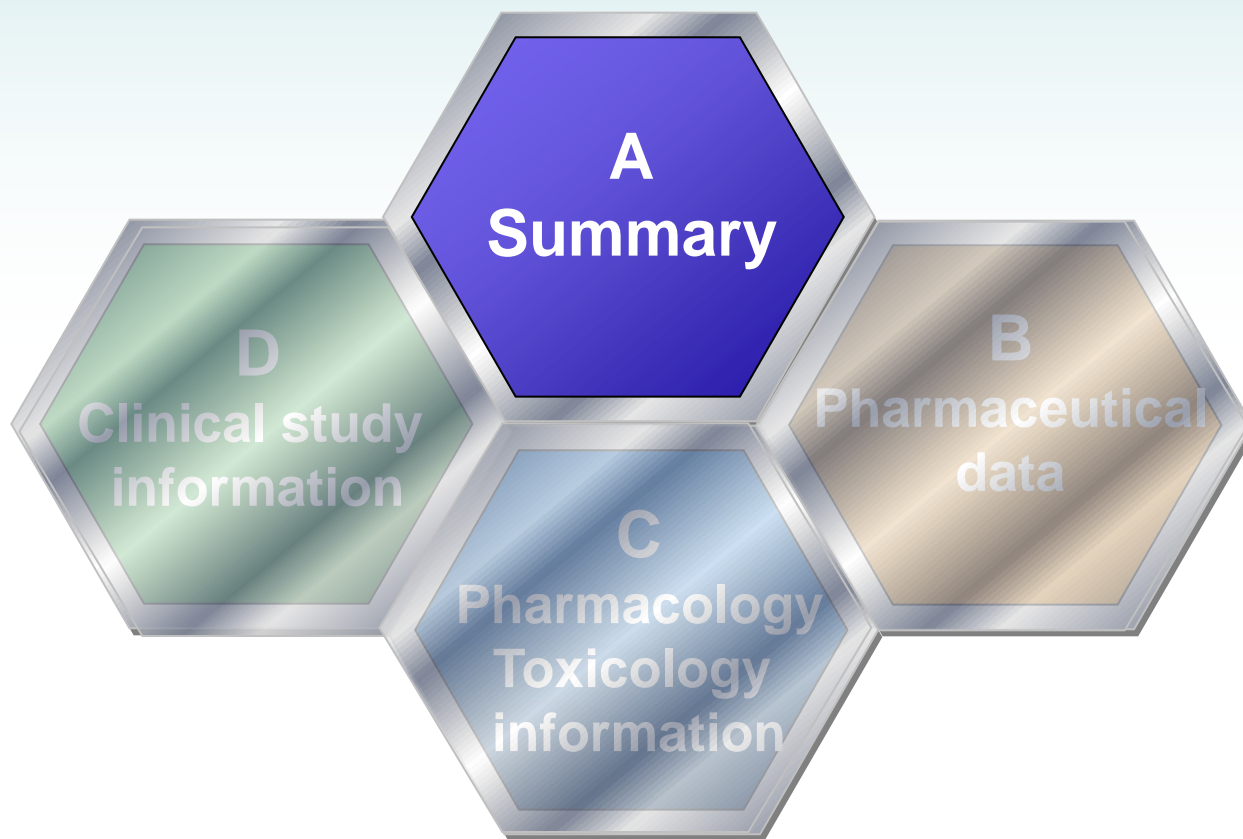 A
Summary
B
Pharmaceutical
data
C
Pharmacology
Toxicology
information
D
Clinical study
information